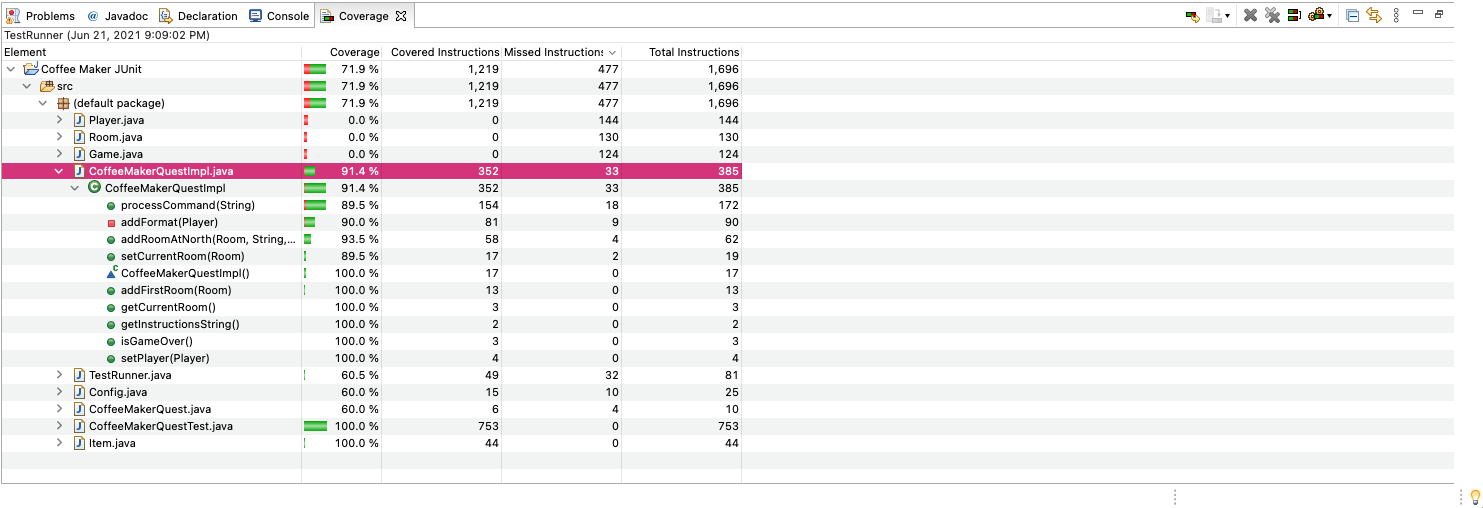 Problems @ Javadoc Declaration Console Coverage
TestRunner (Jun 21, 2021 9:09:02 PM)
Element Coverage Covered Instructions Missed Instructions Total Instructions
Coffee Maker JUnit 71.9 % 1,219 477 1,696
src 71.9 % 1,219 477 1,696
(default package) 71.9 % 1,219 477 1,696
Player.java 0.0 % 0 144 144
Room.java 0.0 % 0 130 130
Game.java 0.0 % 0 124 124
CoffeeMakerQuestImpl.java 91.4 % 352 33 385
CoffeeMakerQuestImpl 91.4 % 352 33 385
processCommand(String) 89.5 % 154 18 172
addFormat(Player) 90.0 % 81 9 90
addRoomAtNorth(Room, String,... 93.5 % 58 4 62
setCurrentRoom(Room) 89.5 % 17 2 19
CoffeeMakerQuestImpl() 100.0 % 17 0 17
addFirstRoom(Room) 100.0 % 13 0 13
getCurrentRoom() 100.0 % 3 0 3
getInstructionsString() 100.0 % 2 0 2
isGameOver() 100.0 % 3 0 3
setPlayer(Player) 100.0 % 4 0 4
TestRunner.java 60.5 % 49 32 81
Config.java 60.0 % 15 10 25
CoffeeMakerQuest.java 60.0 % 6 4 10
CoffeeMakerQuestTest.java 100.0 % 753 0 753
Item.java 100.0 % 44 0 44